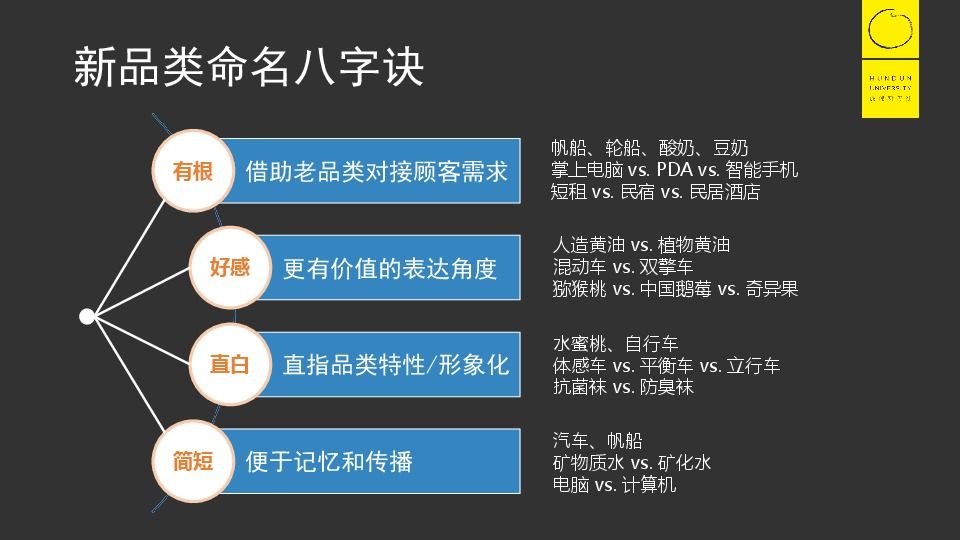 新品类命名八字诀
HUNDUN
UNIVERSITY
有根
借助老品类对接顾客需求
帆船、轮船、酸奶、豆奶
掌上电脑 vs. PDA vs. 智能手机
短租 vs. 民宿 vs. 民居酒店
好感
更有价值的表达角度
人造黄油 vs. 植物黄油
混动车 vs. 双擎车
猕猴桃 vs. 中国鹅莓 vs. 奇异果
直白
直指品类特性/形象化
水蜜桃、自行车
体感车 vs. 平衡车 vs. 立行车
抗菌袜 vs. 防臭袜
简短
便于记忆和传播
汽车、帆船
矿物质水 vs. 矿化水
电脑 vs. 计算机